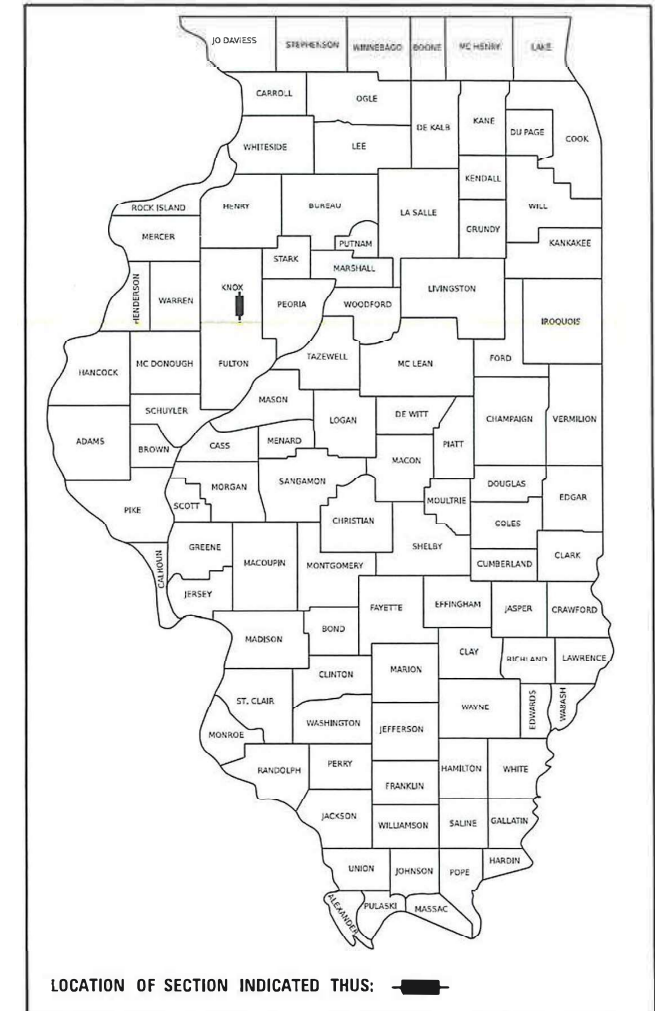 JO DAVIESS
STEPHENSON
WINNEBAGO
BOONE
MC HENRY
LAKE
CARROLL
OGLE
DE KALB
KANE
DU PAGE
COOK
WHITESIDE
LEE
KENDALL
ROCK ISLAND
HENRY
BUREAU
LA SALLE
WILL
MERCER
PUTNAM
GRUNDY
KANKAKEE
STARK
MARSHALL
HENDERSON
WARREN
KNOX
PEORIA
WOODFORD
LIVINGSTON
IROQUOIS
HANCOCK
MC DONOUGH
FULTON
TAZEWELL
MC LEAN
FORD
MASON
SCHUYLER
LOGAN
DE WITT
CHAMPAIGN
VERMILION
ADAMS
BROWN
CASS
MENARD
PIATT
MACON
MORGAN
SANGAMON
DOUGLAS
EDGAR
PIKE
SCOTT
MOULTRIE
CHRISTIAN
COLES
GREENE
MACOUPIN
MONTGOMERY
SHELBY
CUMBERLAND
CLARK
CALHOUN
JERSEY
FAYETTE
EFFINGHAM
JASPER
CRAWFORD
MADISON
BOND
CLAY
RICHLAND
LAWRENCE
CLINTON
MARION
ST. CLAIR
WAYNE
EDWARDS
WABASH
WASHINGTON
JEFFERSON
MONROE
RANDOLPH
PERRY
HAMILTON
WHITE
FRANKLIN
JACKSON
WILLIAMSON
SALINE
GALLATIN
UNION
JOHNSON
POPE
HARDIN
ALEXANDER
PULASKI
MASSAC
LOCATION OF SECTION INDICATED THUS: